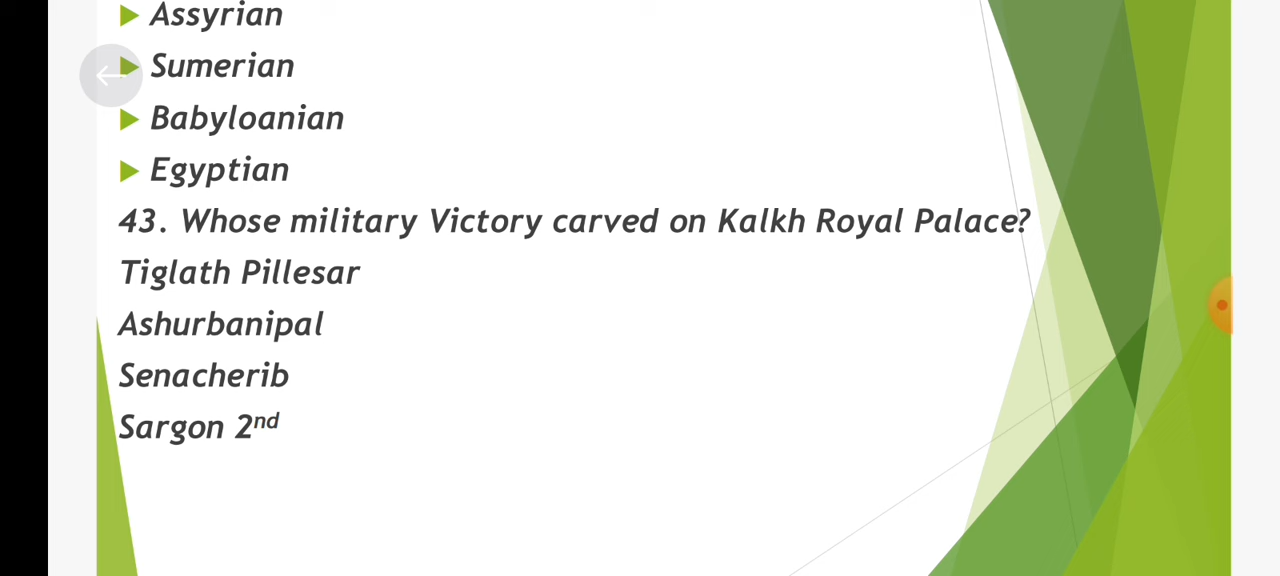 Assyrian
Sumerian
Babyloanian
Egyptian
43. Whose military Victory carved on Kalkh Royal Palace?
Tiglath Pillesar
Ashurbanipal
Senacherib
Sargon 2nd